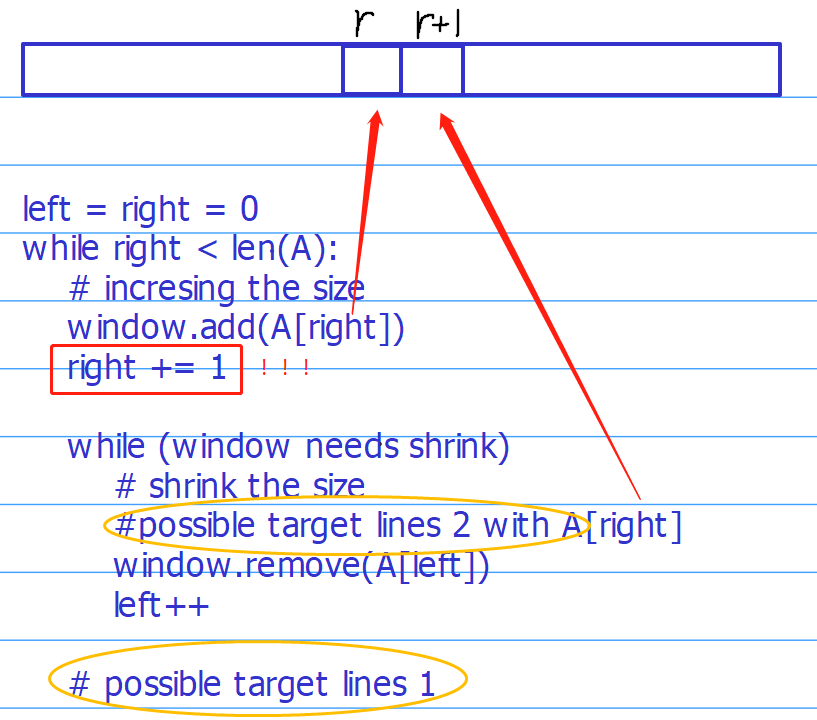 r r+1
left = right = 0
while right < len(A):
# incresing the size
window.add(A[right])
right += 1 ! ! !
while (window needs shrink)
# shrink the size
#possible target lines 2 with A[right]
window.remove(A[left])
left++
# possible target lines 1